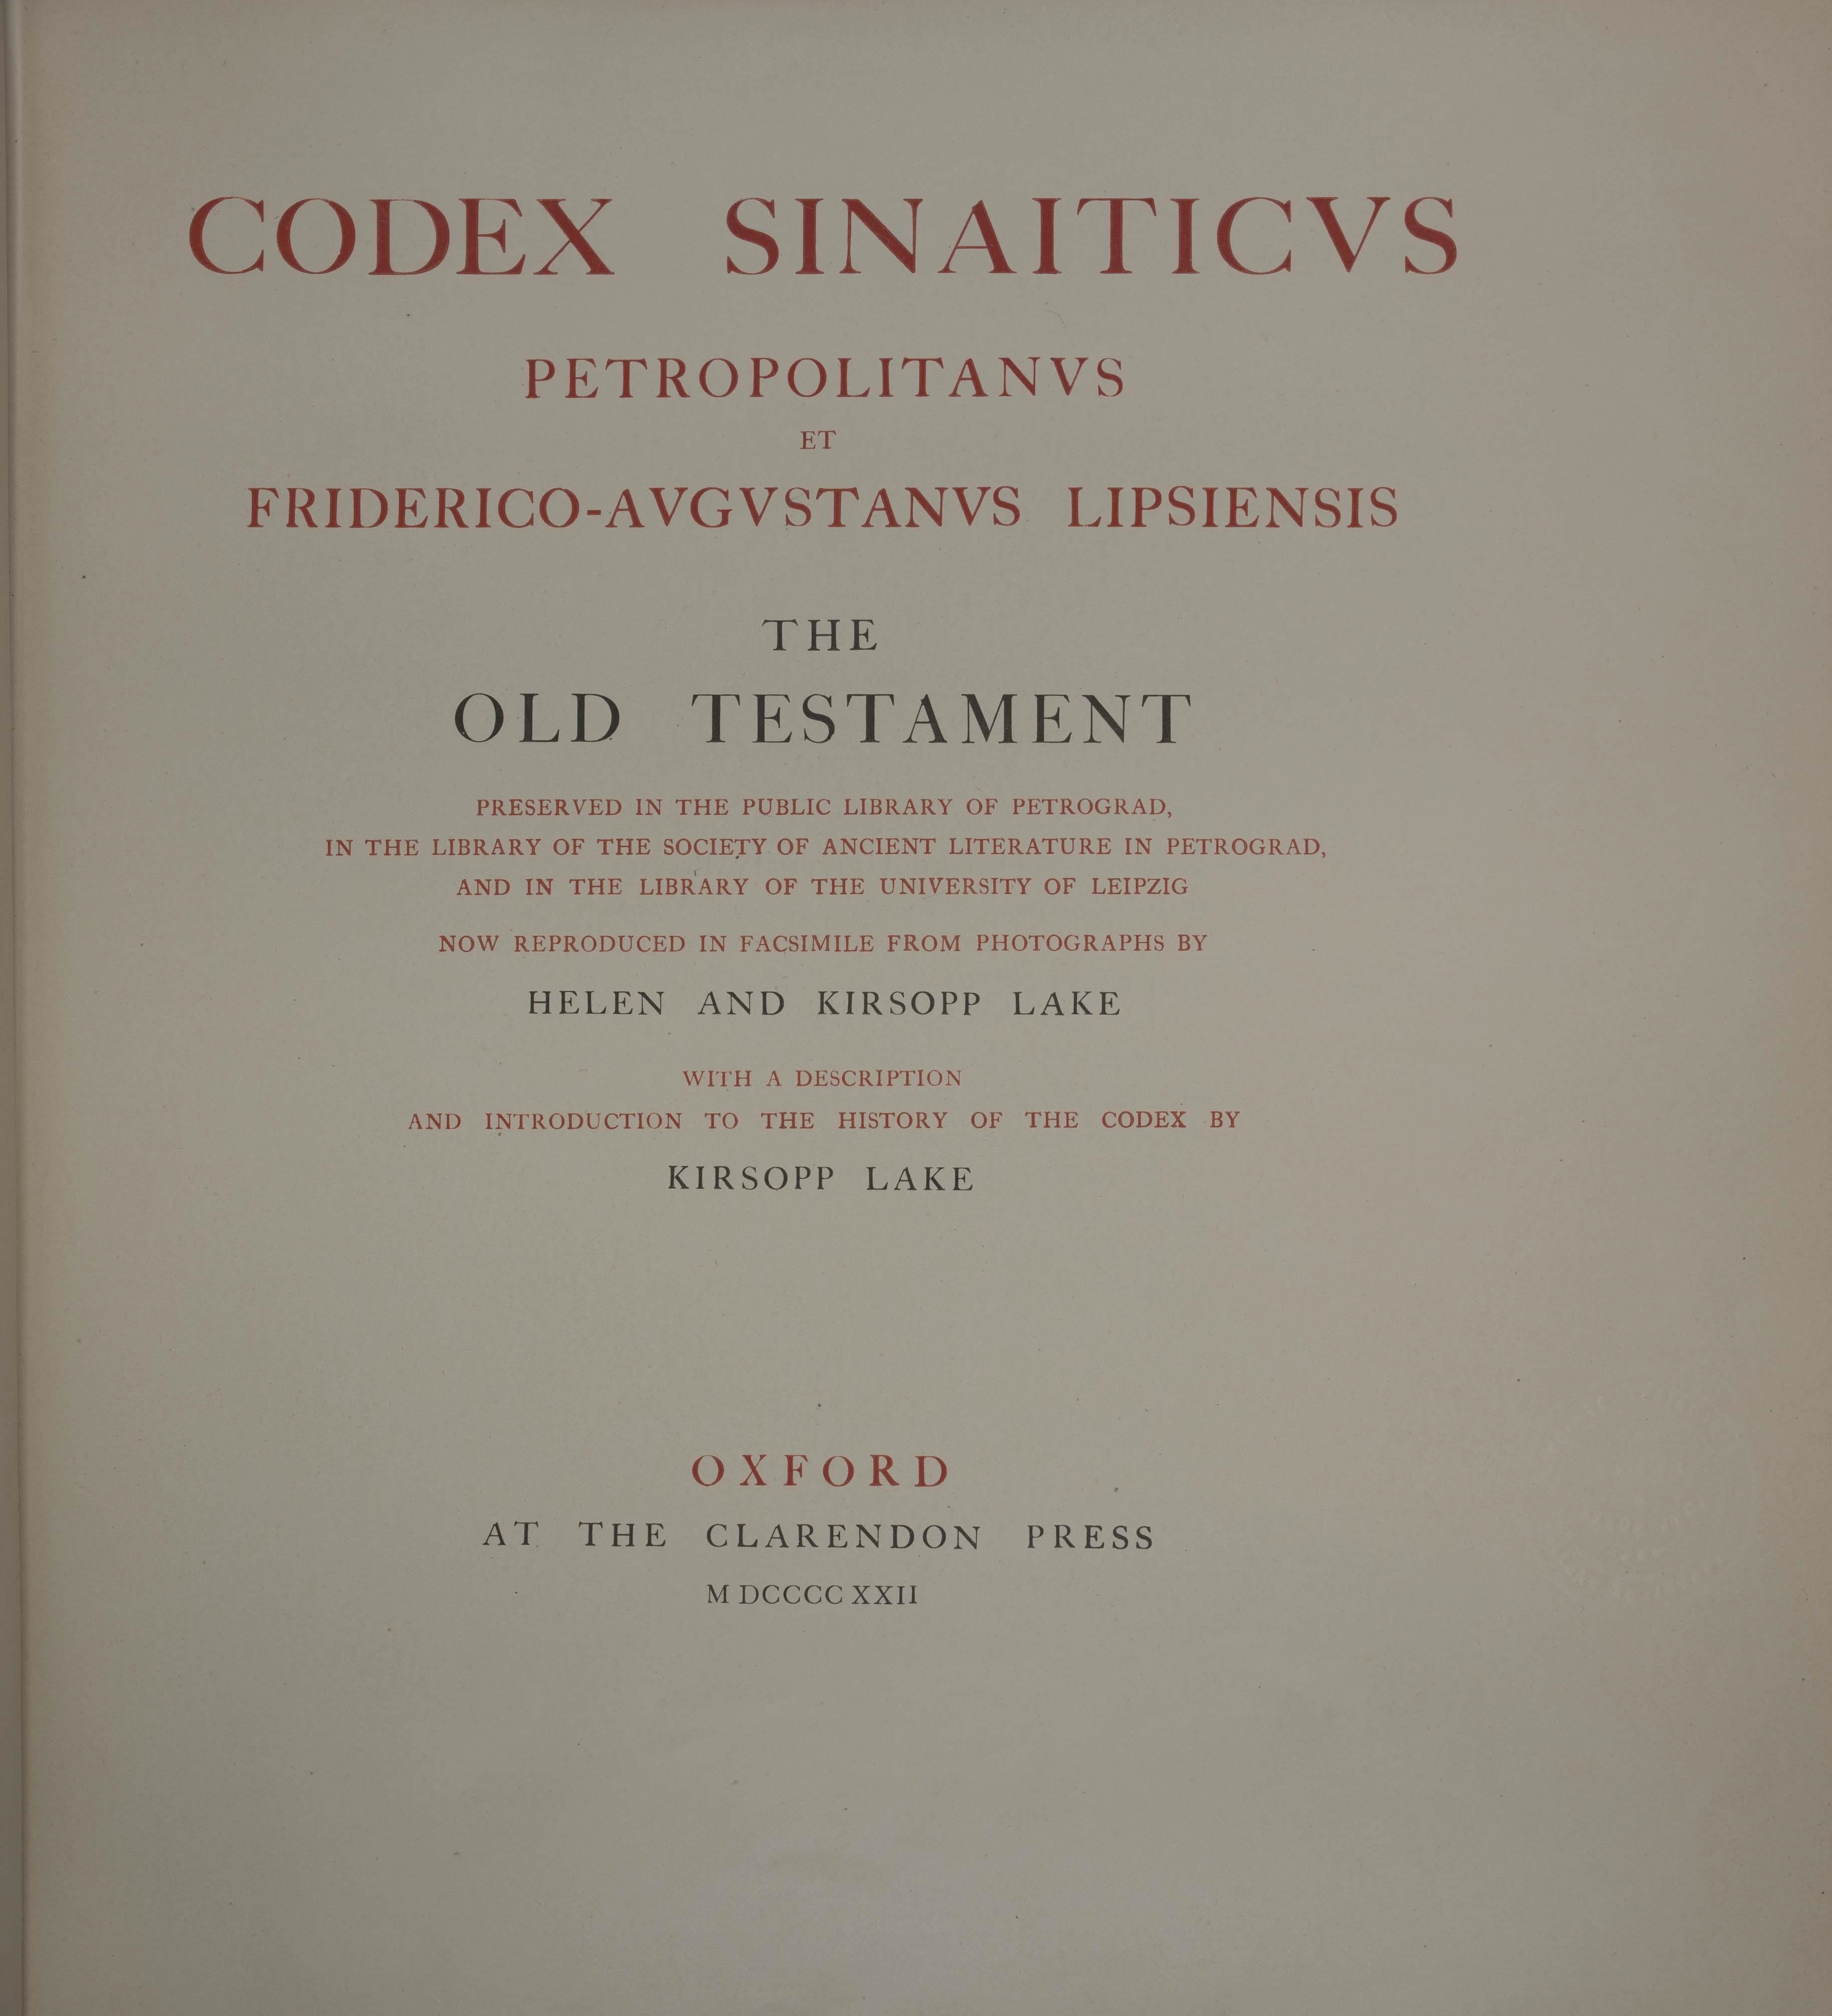 CODEX SINAITICVS
PETROPOLITANVS
ET
FRIDERICO-AVGVSTANVS LIPSIENSIS
THE
OLD TESTAMENT
PRESERVED IN THE PUBLIC LIBRARY OF PETROGRAD,
IN THE LIBRARY OF THE SOCIETY OF ANCIENT LITERATURE IN PETROGRAD,
AND IN THE LIBRARY OF THE UNIVERSITY OF LEIPZIG
NOW REPRODUCED IN FACSIMILE FROM PHOTOGRAPHS BY
HELEN AND KIRSOPP LAKE
WITH A DESCRIPTION
AND INTRODUCTION TO THE HISTORY OF THE CODEX BY
KIRSOPP LAKE
OXFORD
AT THE CLARENDON PRESS
M DCCCC XXII